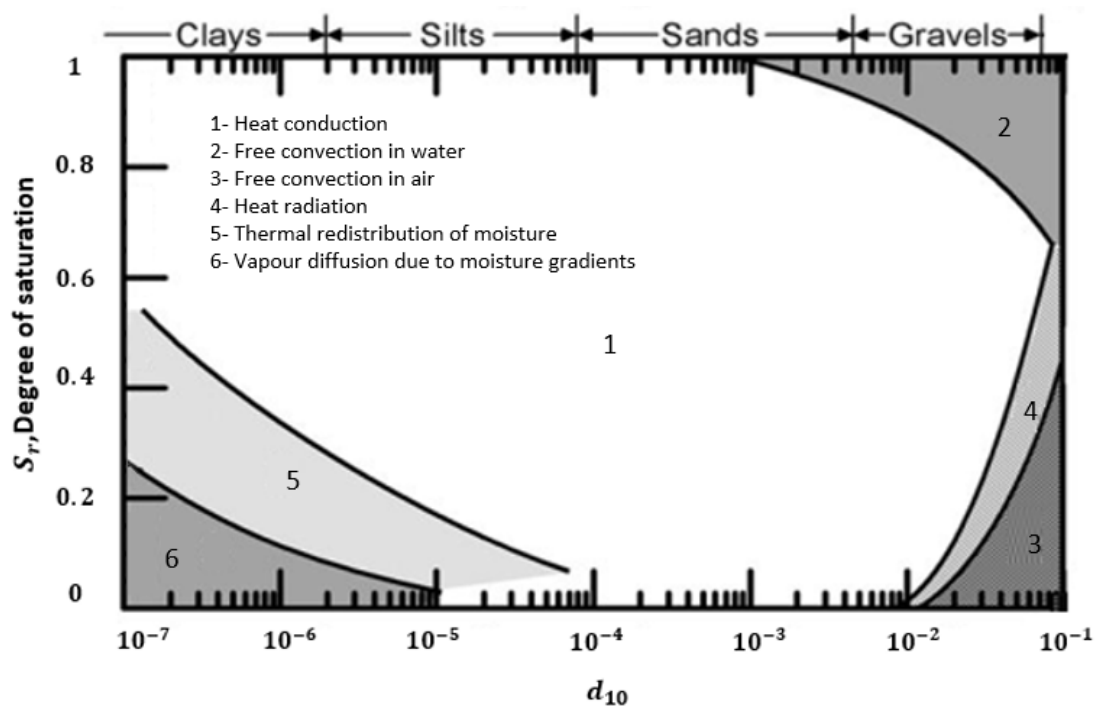 Clays Silts Sands Gravels
1
1- Heat conduction
2- Free convection in water
3- Free convection in air
4- Heat radiation
5- Thermal redistribution of moisture
6- Vapour diffusion due to moisture gradients
2
0.8
0.6
0.4
0.2
0
S_r,Degree of saturation
1
4
5
3
6
10^-7 10^-6 10^-5 10^-4 10^-3 10^-2 10^-1
d_10